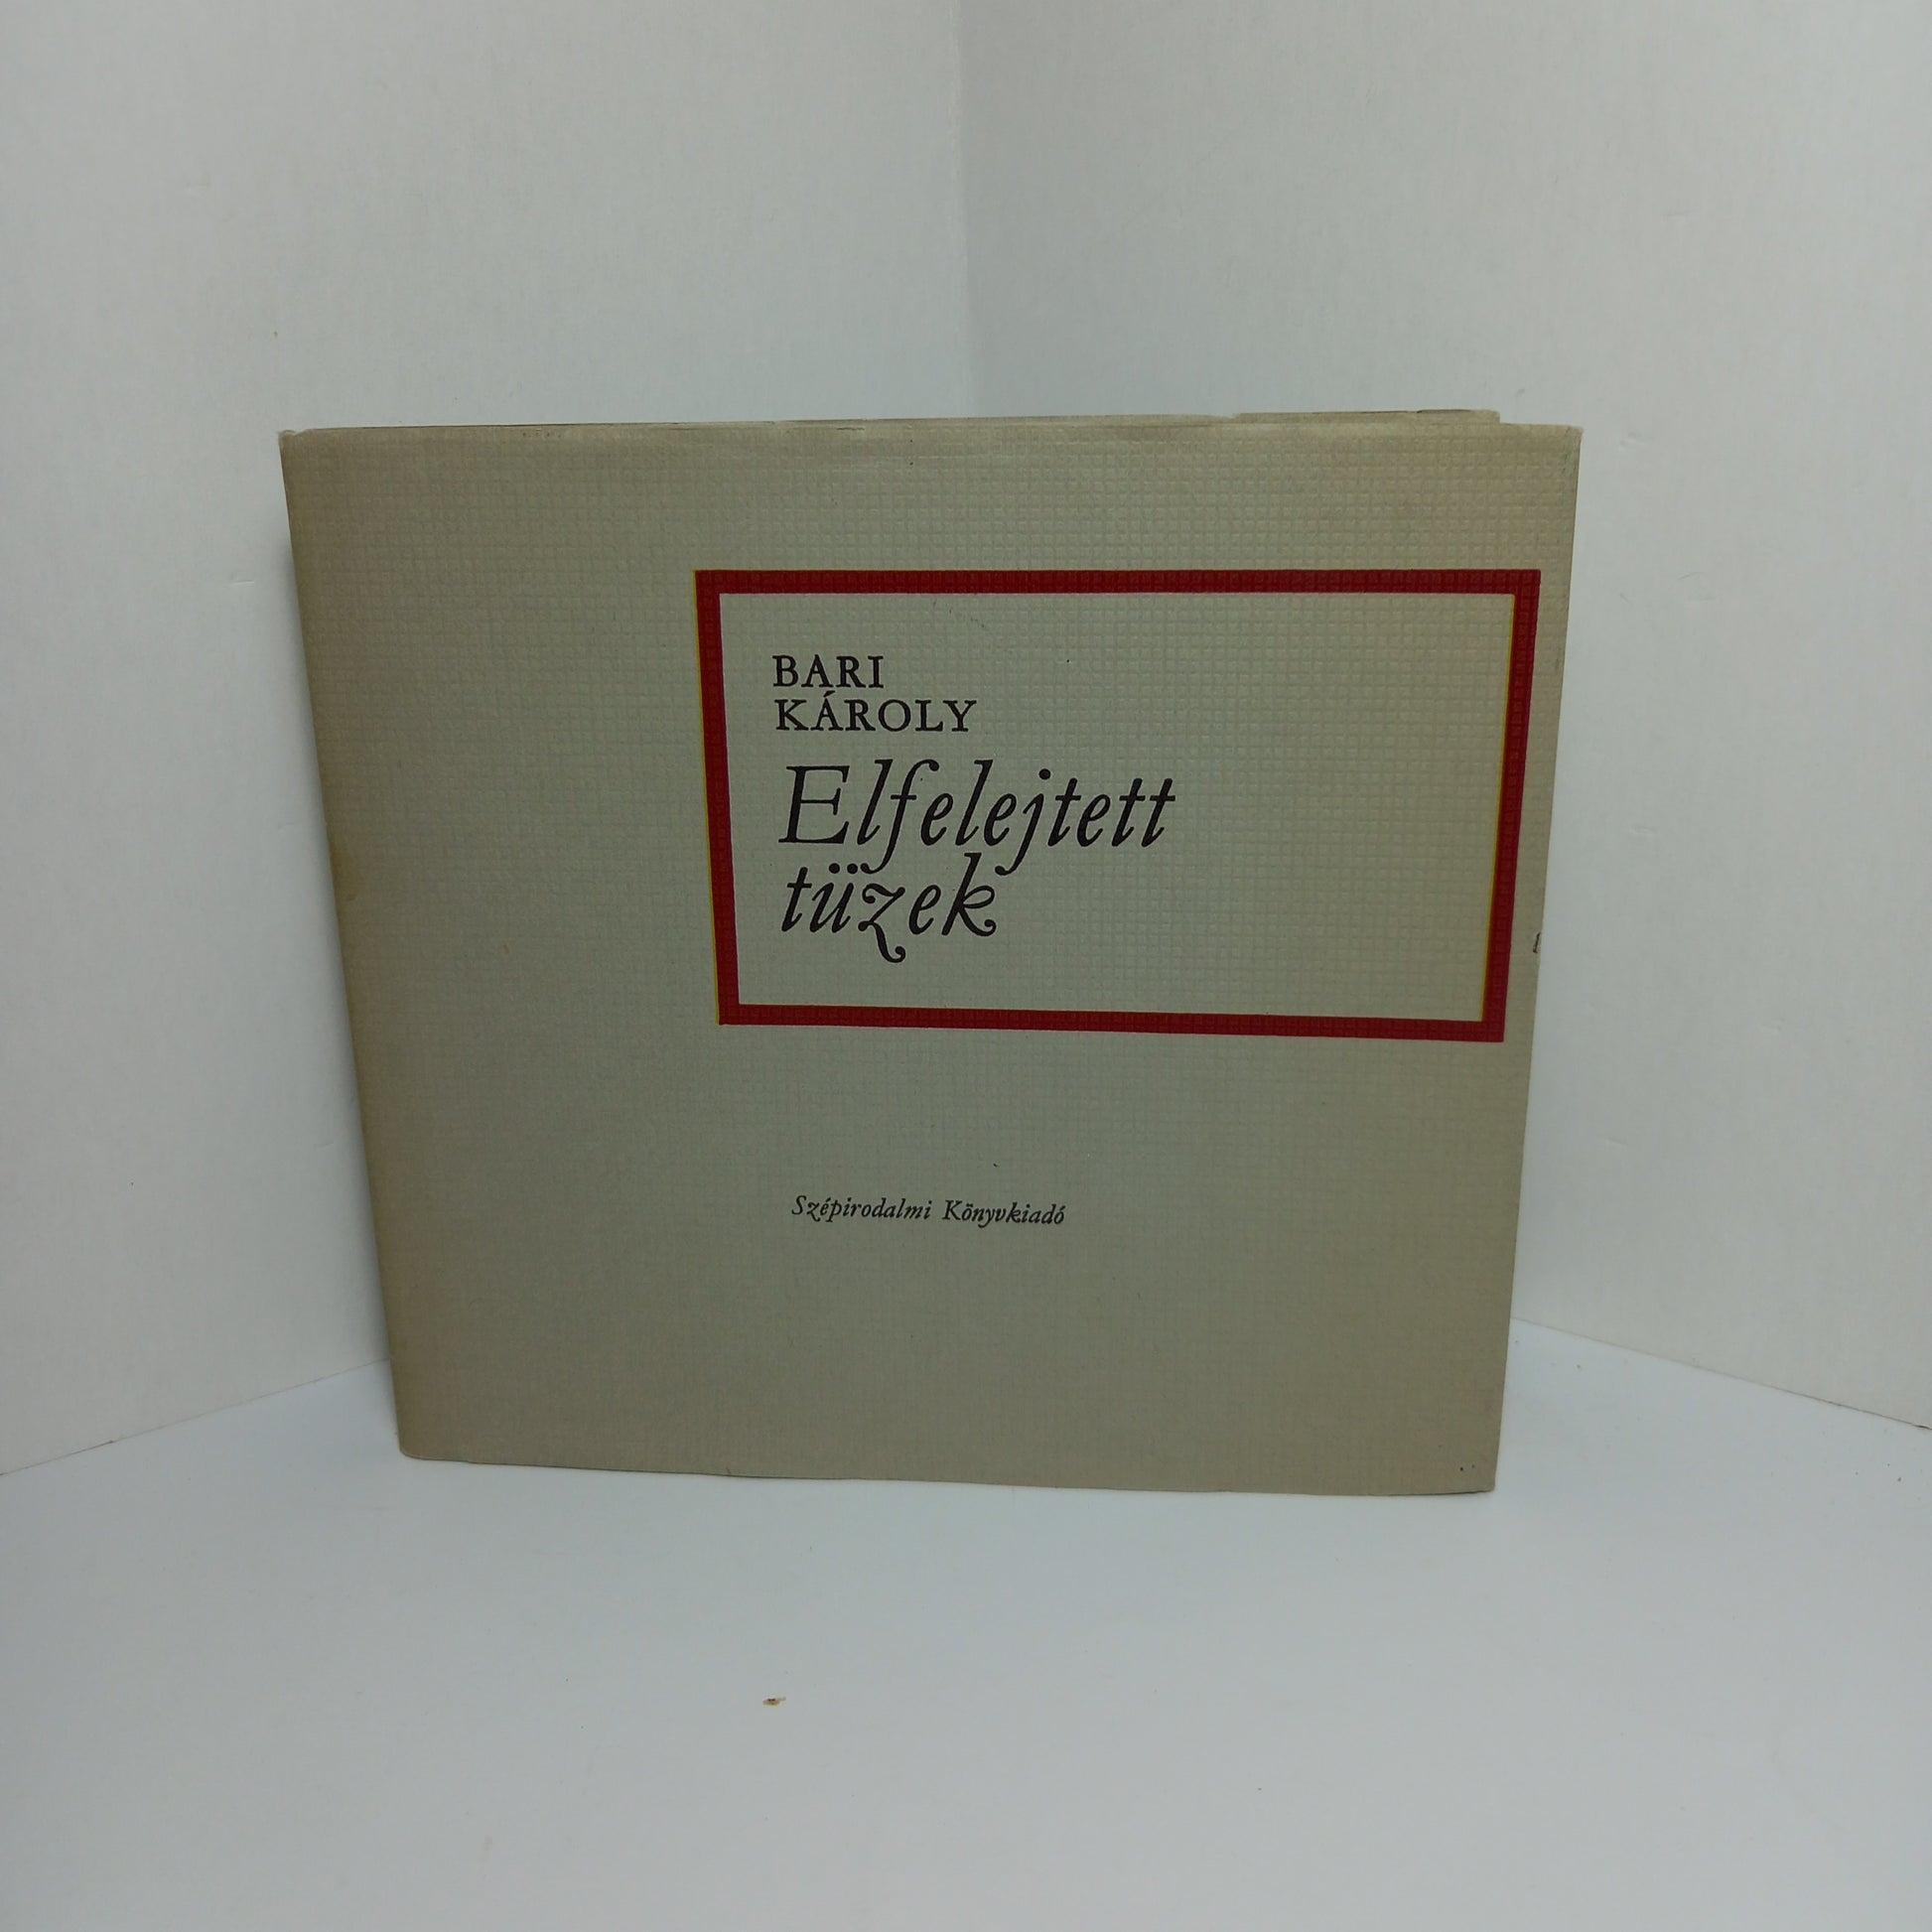 BARI
KÁROLY
Elfelejtett
tüzek
Szépirodalmi Könyvkiadó